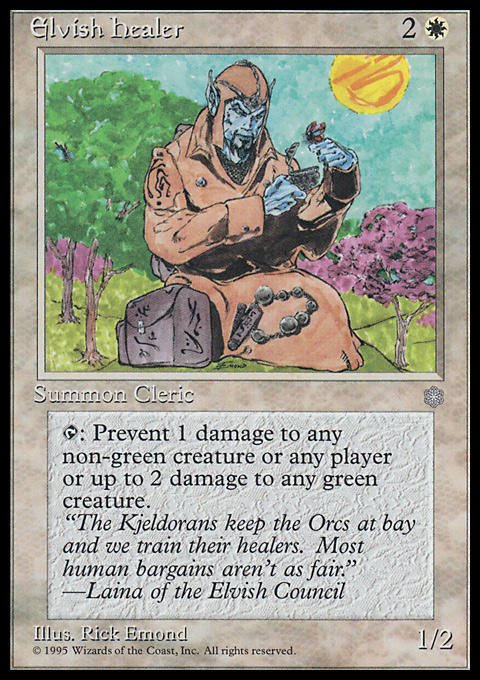 Elvish Healer 2
Summon Cleric
: Prevent 1 damage to any
non-green creature or any player
or up to 2 damage to any green
creature.
“The Kjeldorans keep the Orcs at bay
and we train their healers. Most
human bargains aren't as fair.”
—Laina of the Elvish Council
Illus. Rick Emond
1/2
© 1995 Wizards of the Coast, Inc. All rights reserved.